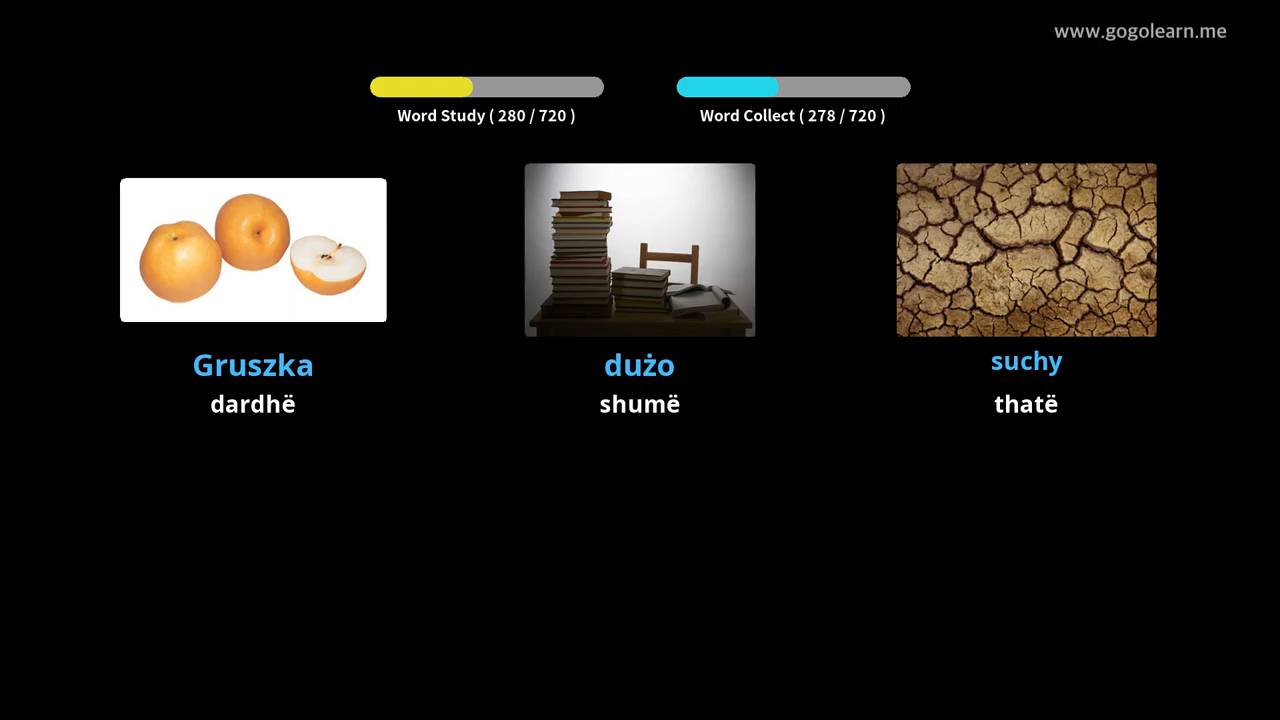 www.gogolearn.me
Word Study ( 280 / 720 )
Word Collect ( 278 / 720 )
Gruszka
dużo
suchy
dardhë
shumë
thatë